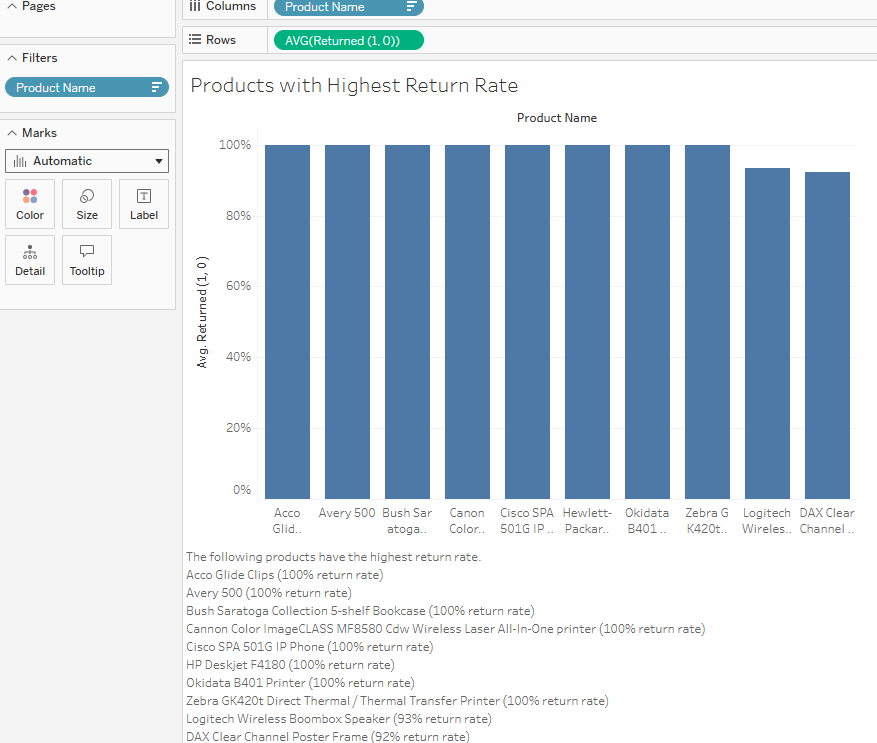 Pages
Columns
Product Name
Rows
AVG(Returned (1, 0))
Filters
Product Name
Marks
Automatic
Color
Size
Label
Detail
Tooltip
Products with Highest Return Rate
Product Name
Avg. Returned (1, 0)
100%
80%
60%
40%
20%
0%
Acco
Glid..
Avery 500
Bush Sar
atoga..
Canon
Color..
Cisco SPA
501G IP ..
Hewlett-
Packar..
Okidata
B401 ..
Zebra G
K420t..
Logitech
Wireles..
DAX Clear
Channel ..
The following products have the highest return rate.
Acco Glide Clips (100% return rate)
Avery 500 (100% return rate)
Bush Saratoga Collection 5-shelf Bookcase (100% return rate)
Cannon Color ImageCLASS MF8580 Cdw Wireless Laser All-In-One printer (100% return rate)
Cisco SPA 501G IP Phone (100% return rate)
HP Deskjet F4180 (100% return rate)
Okidata B401 Printer (100% return rate)
Zebra GK420t Direct Thermal / Thermal Transfer Printer (100% return rate)
Logitech Wireless Boombox Speaker (93% return rate)
DAX Clear Channel Poster Frame (92% return rate)